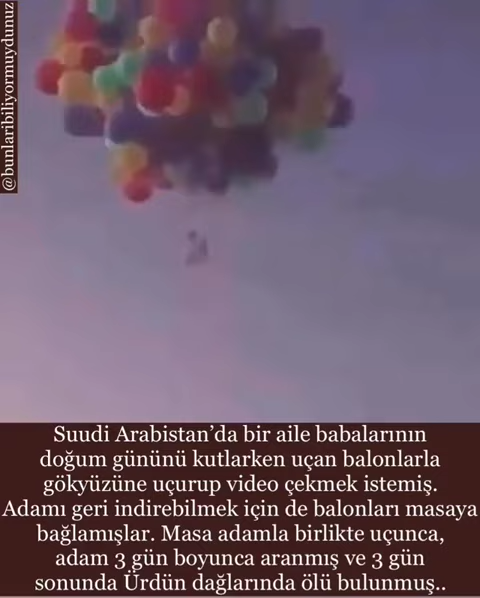 @bunlaribiliyormuydunuz
Suudi Arabistan'da bir aile babalarının
doğum gününü kutlarken uçan balonlarla
gökyüzüne uçurup video çekmek istemiş.
Adamı geri indirebilmek için de balonları masaya
bağlamışlar. Masa adamla birlikte uçunca,
adam 3 gün boyunca aranmış ve 3 gün
sonunda Ürdün dağlarında ölü bulunmuş..